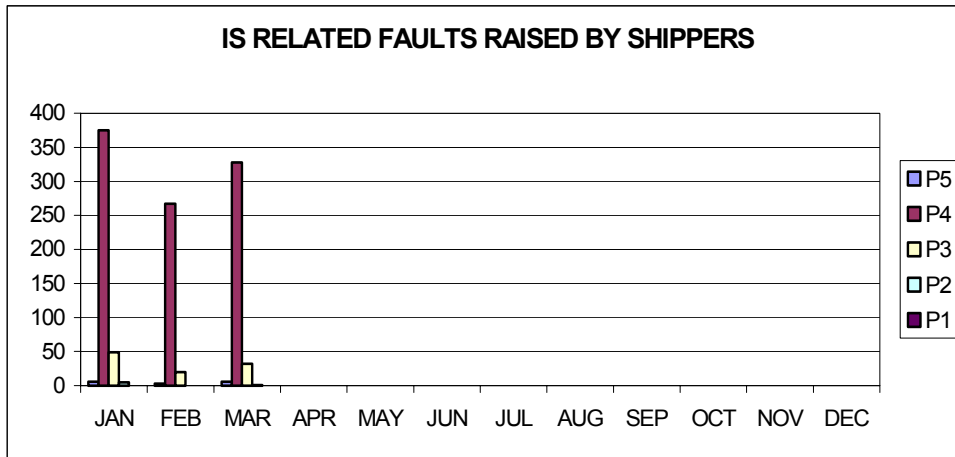 IS RELATED FAULTS RAISED BY SHIPPERS
400
350
300
250
200
150
100
50
0
JAN FEB MAR APR MAY JUN JUL AUG SEP OCT NOV DEC
P5
P4
P3
P2
P1